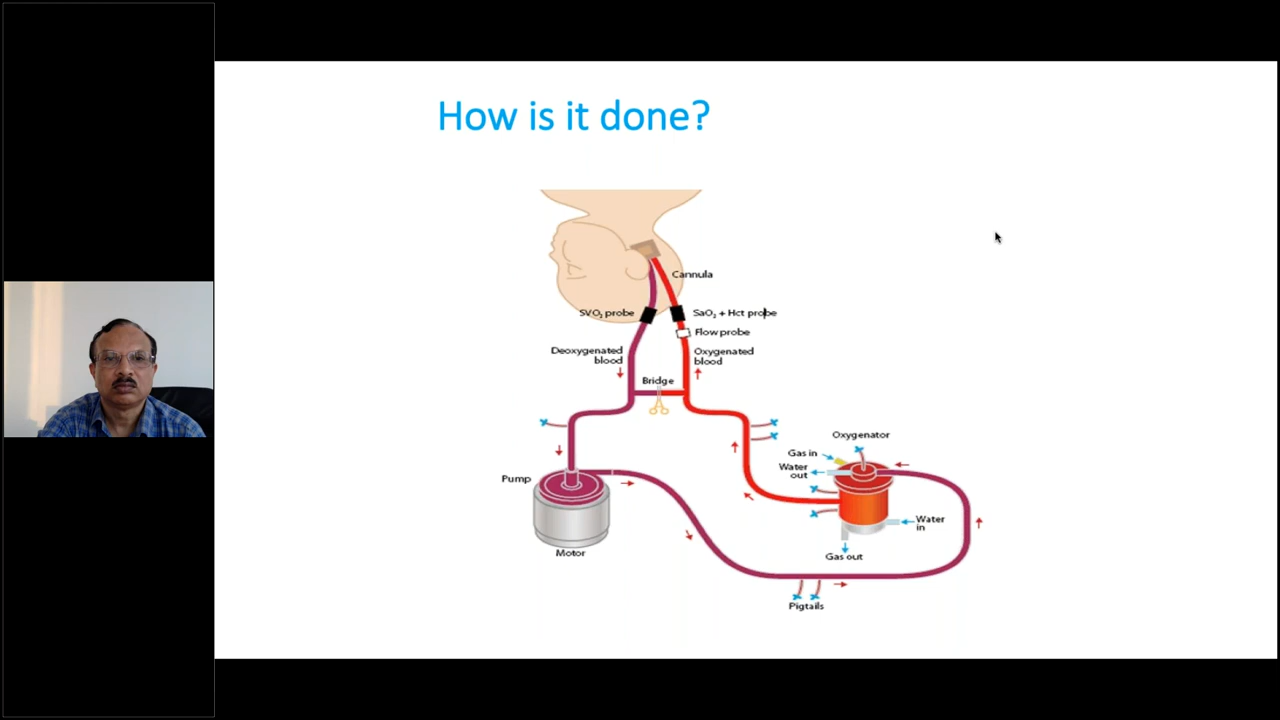 How is it done?
Cannula
SVO₂ probe
SaO₂ + Hct probe
Flow probe
Deoxygenated
blood
Oxygenated
blood
Bridge
Oxygenator
Gas in
Water
out
Pump
Water
in
Motor
Gas out
Pigtails